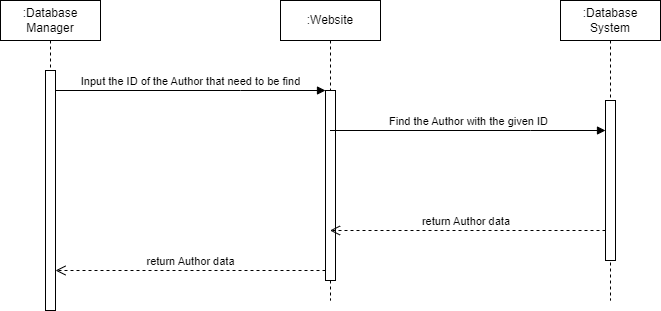 :Database
Manager
:Website
:Database
System
Input the ID of the Author that need to be find
Find the Author with the given ID
return Author data
return Author data